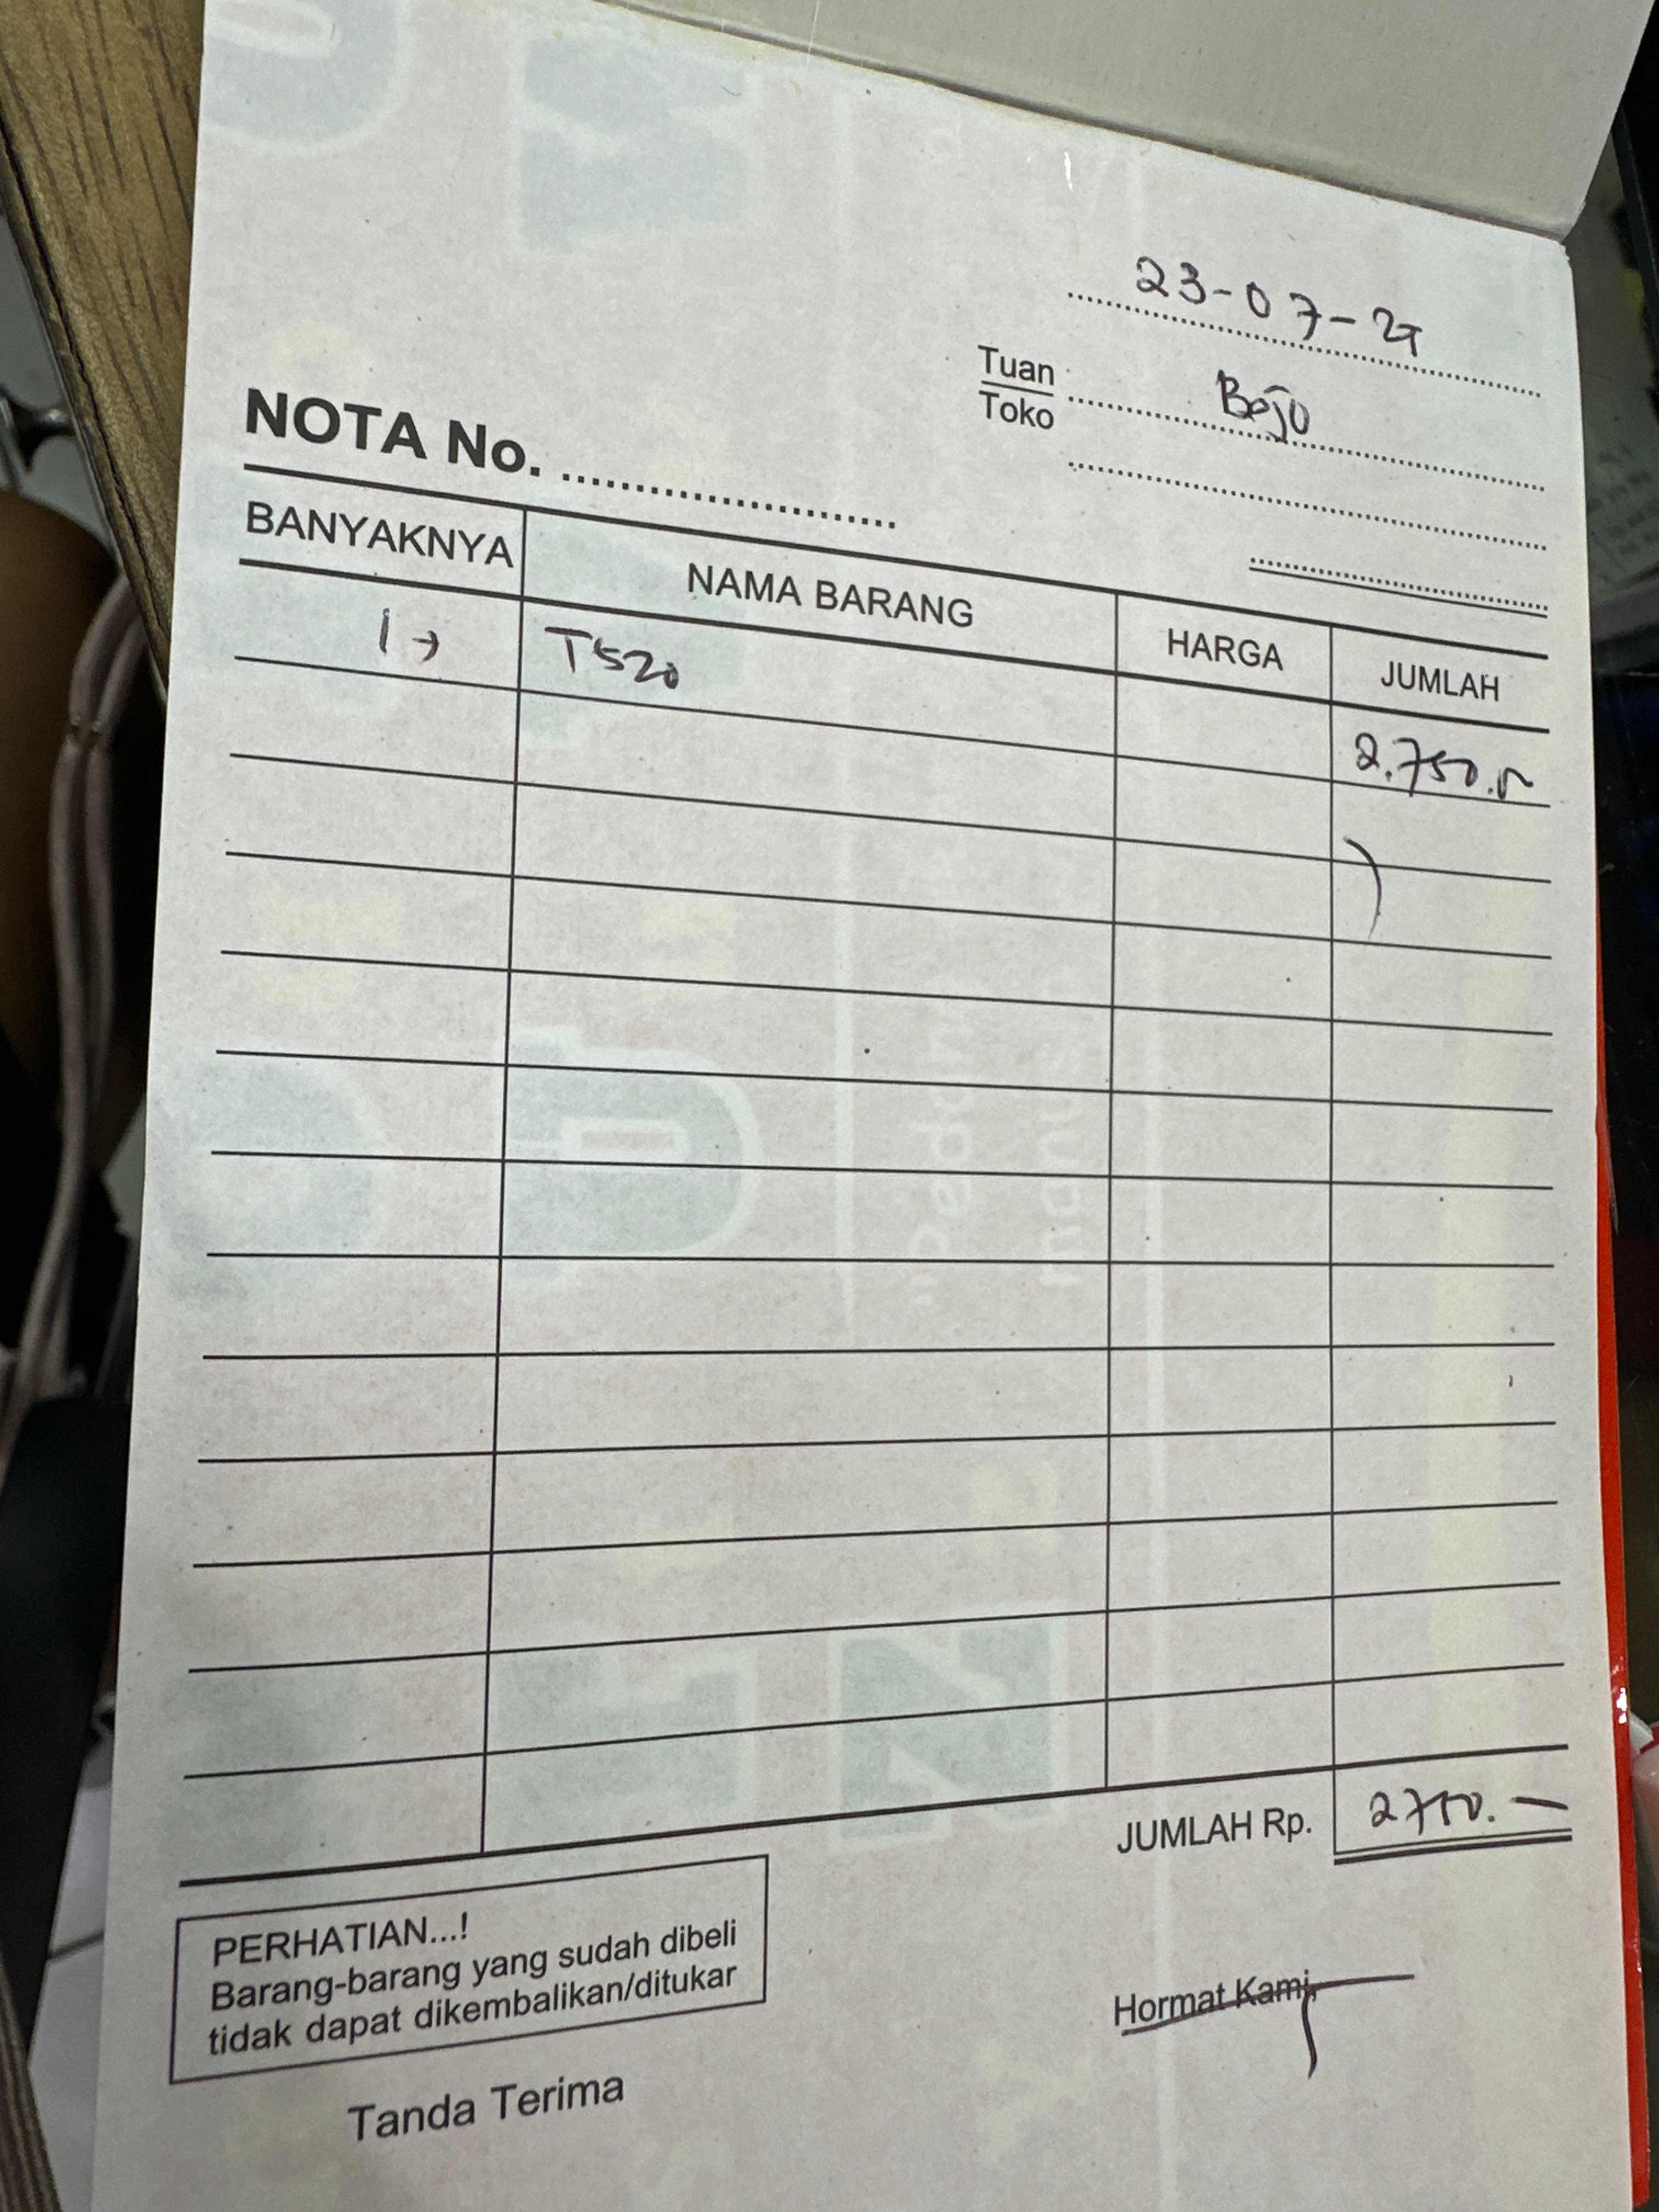 23-07-25
Tuan
Toko
Bejo
NOTA No.
BANYAKNYA NAMA BARANG HARGA JUMLAH
1 → T520 2.750.
JUMLAH Rp. 2750. —
PERHATIAN...!
Barang-barang yang sudah dibeli
tidak dapat dikembalikan/ditukar
Hormat Kami,
Tanda Terima